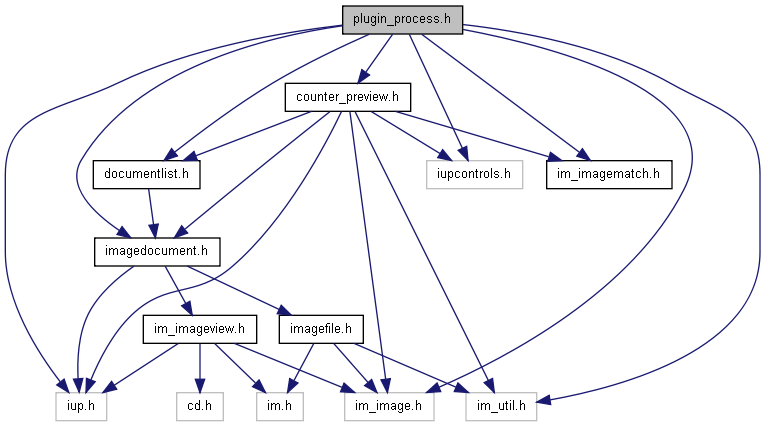 plugin_process.h
counter_preview.h
documentlist.h
iupcontrols.h
im_imagematch.h
imagedocument.h
im_imageview.h
imagefile.h
iup.h
cd.h
im.h
im_image.h
im_util.h